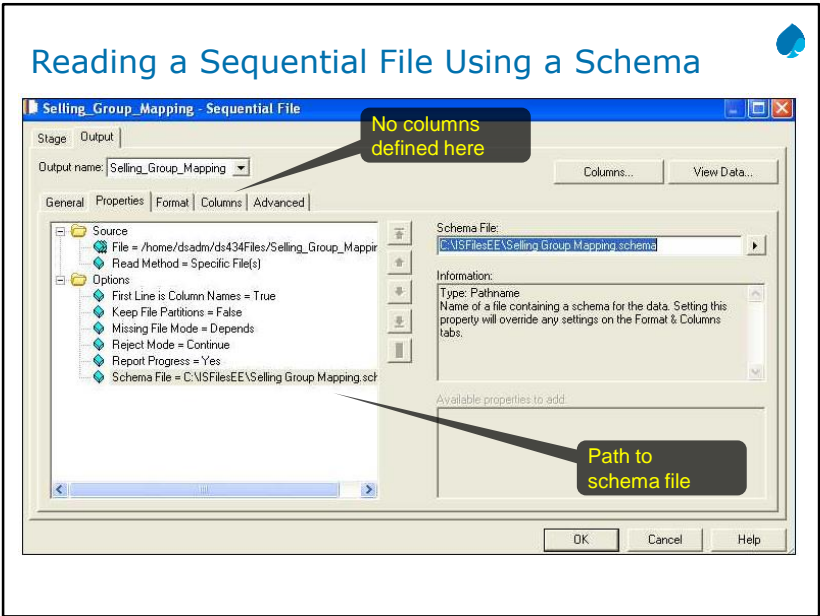 Reading a Sequential File Using a Schema
Selling_Group_Mapping - Sequential File
No columns
defined here
Stage
Output
Output name:
Selling_Group_Mapping
Columns...
View Data...
General
Properties
Format
Columns
Advanced
Source
File = /home/dsadm/ds434Files/Selling_Group_Mappir
Read Method = Specific File(s)
Options
First Line is Column Names = True
Keep File Partitions = False
Missing File Mode = Depends
Reject Mode = Continue
Report Progress = Yes
Schema File = C:\ISFilesEE\Selling Group Mapping.sch
Schema File:
C:\ISFilesEE\Selling Group Mapping.schema
Information:
Type: Pathname
Name of a file containing a schema for the data. Setting this
property will override any settings on the Format & Columns
tabs.
Available properties to add:
Path to
schema file
OK
Cancel
Help